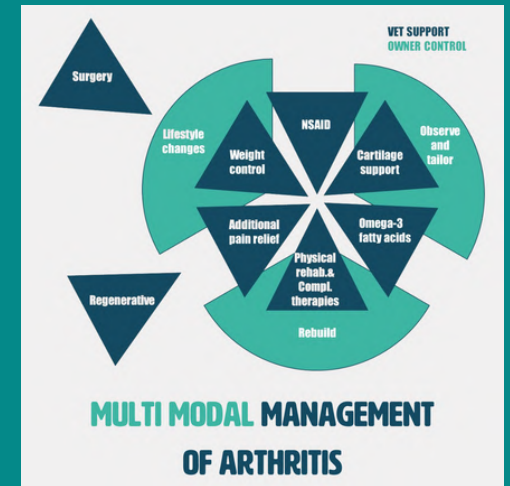 VET SUPPORT
OWNER CONTROL
Surgery
NSAID
Lifestyle
changes
Observe
and
tailor
Weight
control
Cartilage
support
Additional
pain relief
Omega-3
fatty acids
Physical
rehab.&
Compl.
therapies
Regenerative
Rebuild
MULTI MODAL MANAGEMENT
OF ARTHRITIS